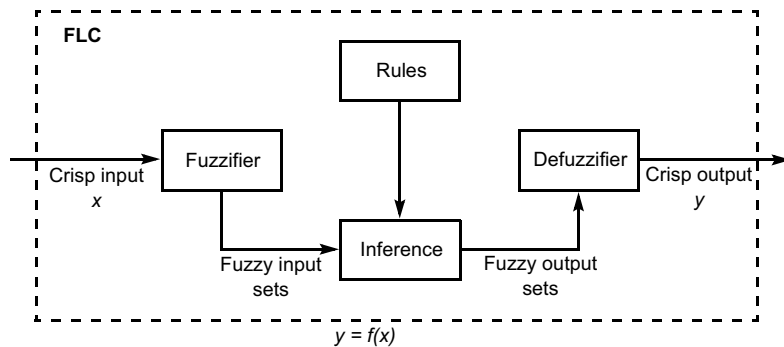 FLC
Rules
Fuzzifier
Defuzzifier
Crisp input
x
Crisp output
y
Inference
Fuzzy input
sets
Fuzzy output
sets
y = f(x)